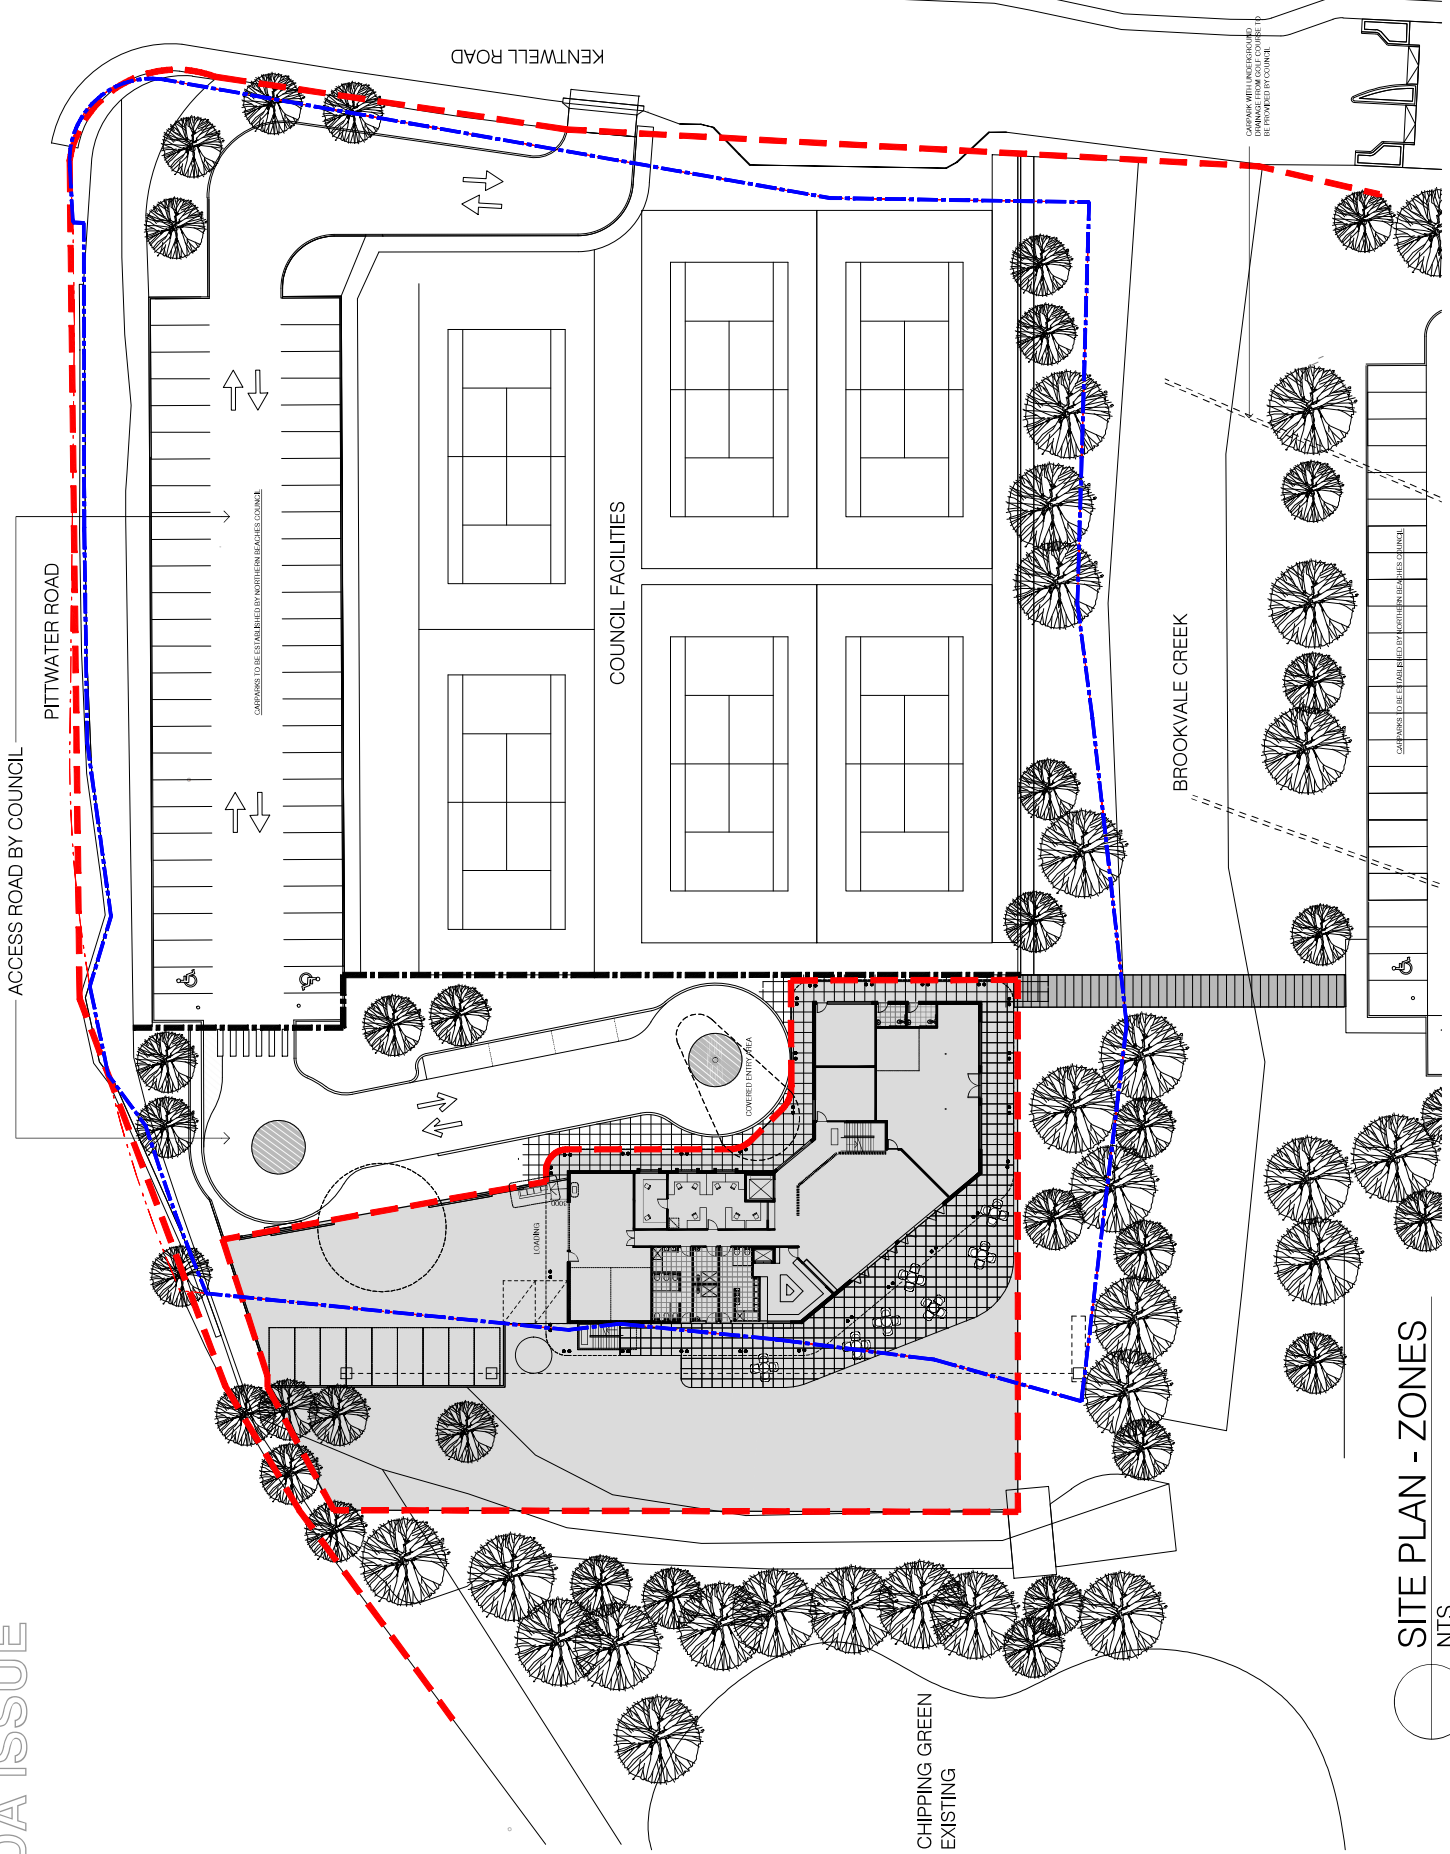 KENTWELL ROAD
CARPARK WITH UNDERGROUND
DRAINAGE FROM GOLF COURSE TO
BE PROVIDED BY COUNCIL
PITTWATER ROAD
ACCESS ROAD BY COUNCIL
CARPARKS TO BE ESTABLISHED BY NORTHERN BEACHES COUNCIL
COUNCIL FACILITIES
BROOKVALE CREEK
CARPARKS TO BE ESTABLISHED BY NORTHERN BEACHES COUNCIL
COVERED ENTRY AREA
LOADING
CHIPPING GREEN
EXISTING
SITE PLAN - ZONES
NTS
DA ISSUE